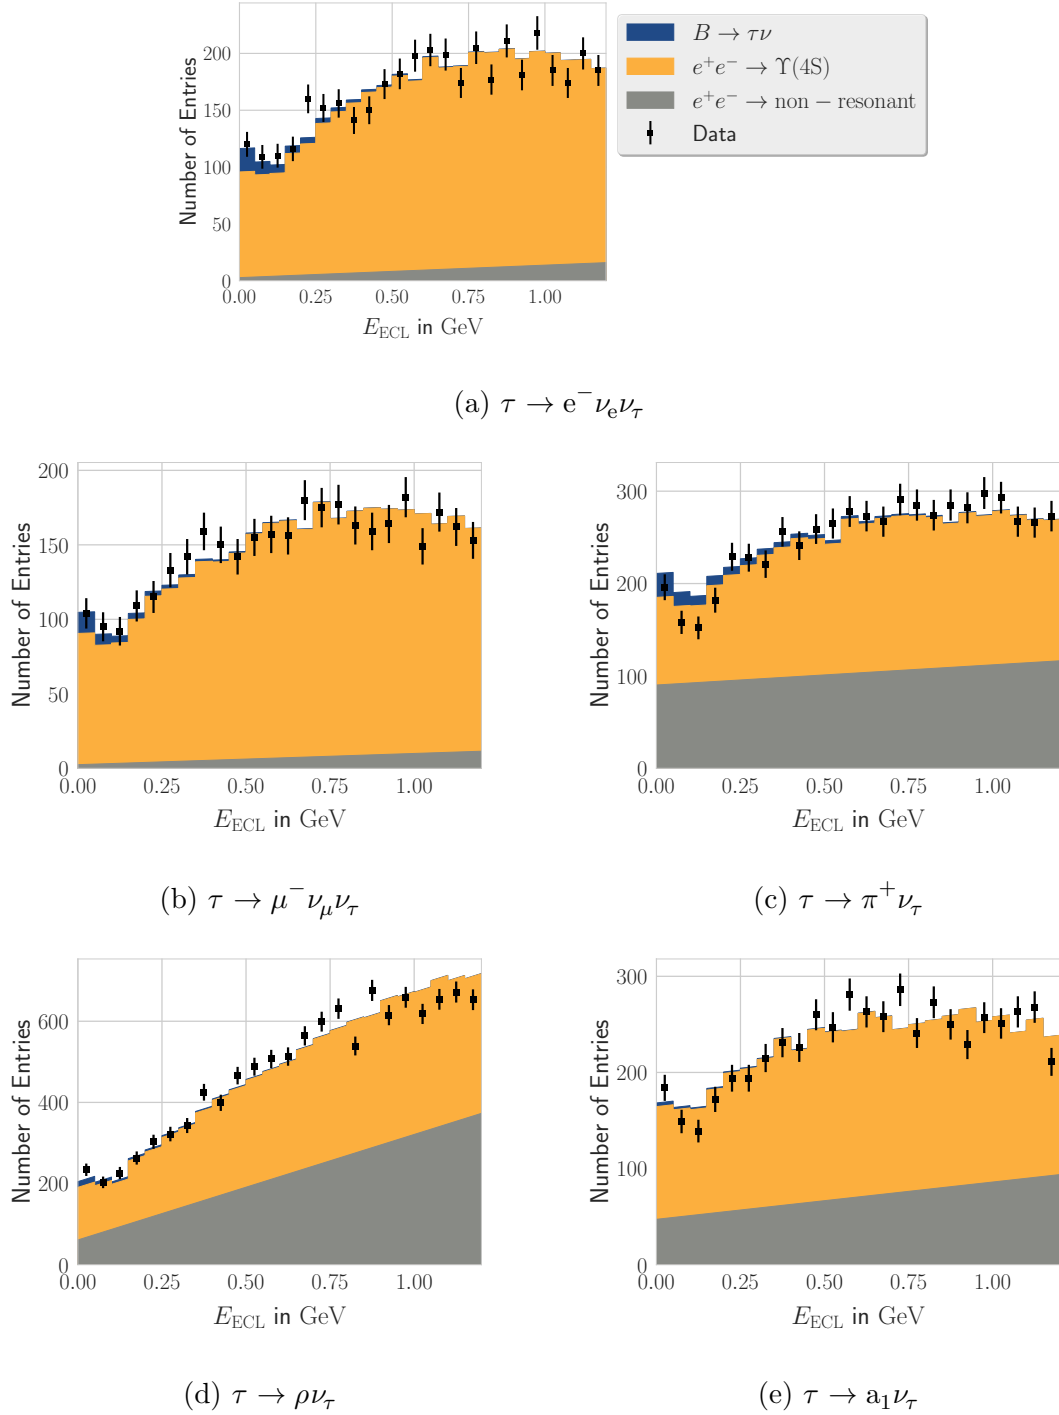 B → τν
e⁺e⁻ → Υ(4S)
e⁺e⁻ → non − resonant
Data
Number of Entries
200
150
100
50
0
0.00 0.25 0.50 0.75 1.00
E_ECL in GeV
(a) τ → e⁻ν_eν_τ
Number of Entries
200
150
100
50
0
0.00 0.25 0.50 0.75 1.00
E_ECL in GeV
(b) τ → μ⁻ν_μν_τ
Number of Entries
300
200
100
0
0.00 0.25 0.50 0.75 1.00
E_ECL in GeV
(c) τ → π⁺ν_τ
Number of Entries
600
400
200
0
0.00 0.25 0.50 0.75 1.00
E_ECL in GeV
(d) τ → ρν_τ
Number of Entries
300
200
100
0
0.00 0.25 0.50 0.75 1.00
E_ECL in GeV
(e) τ → a₁ν_τ